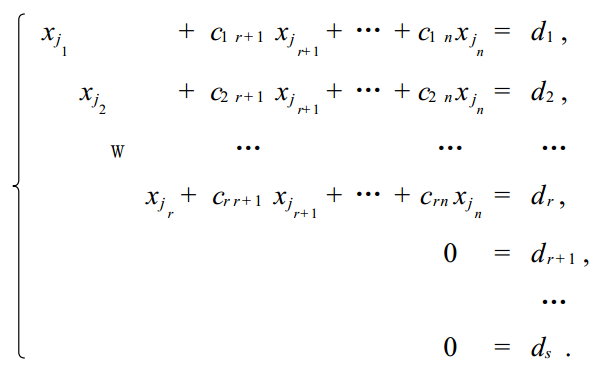 x_{j_1} + c_{1 r+1} x_{j_{r+1}} + ⋯ + c_{1 n} x_{j_n} = d_1 ,
x_{j_2} + c_{2 r+1} x_{j_{r+1}} + ⋯ + c_{2 n} x_{j_n} = d_2 ,
W ⋯ ⋯ ⋯
x_{j_r} + c_{r r+1} x_{j_{r+1}} + ⋯ + c_{rn} x_{j_n} = d_r ,
0 = d_{r+1} ,
⋯
0 = d_s .